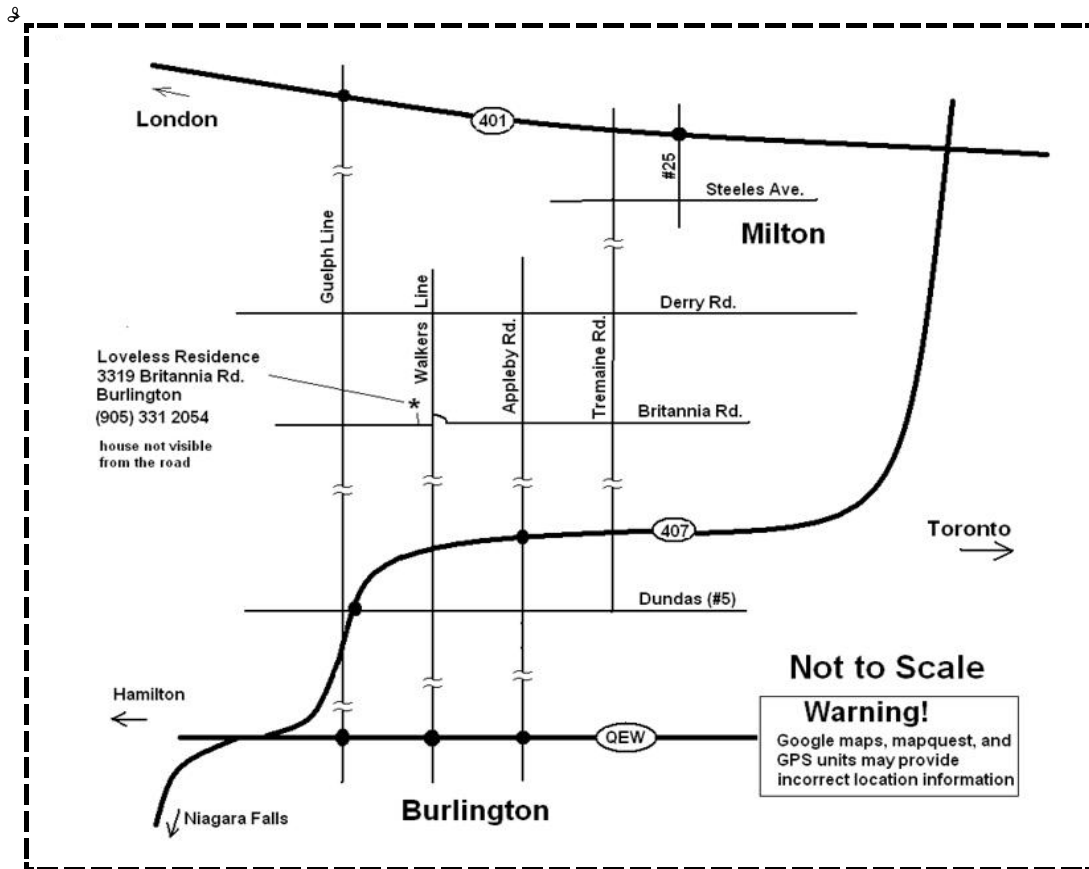 London
401
#25
Steeles Ave.
Milton
Guelph Line
Walkers Line
Derry Rd.
Appleby Rd.
Tremaine Rd.
Loveless Residence
3319 Britannia Rd.
Burlington
(905) 331 2054
house not visible
from the road
*
Britannia Rd.
407
Toronto
Dundas (#5)
Not to Scale
Hamilton
Warning!
Google maps, mapquest, and
GPS units may provide
incorrect location information
QEW
Burlington
Niagara Falls